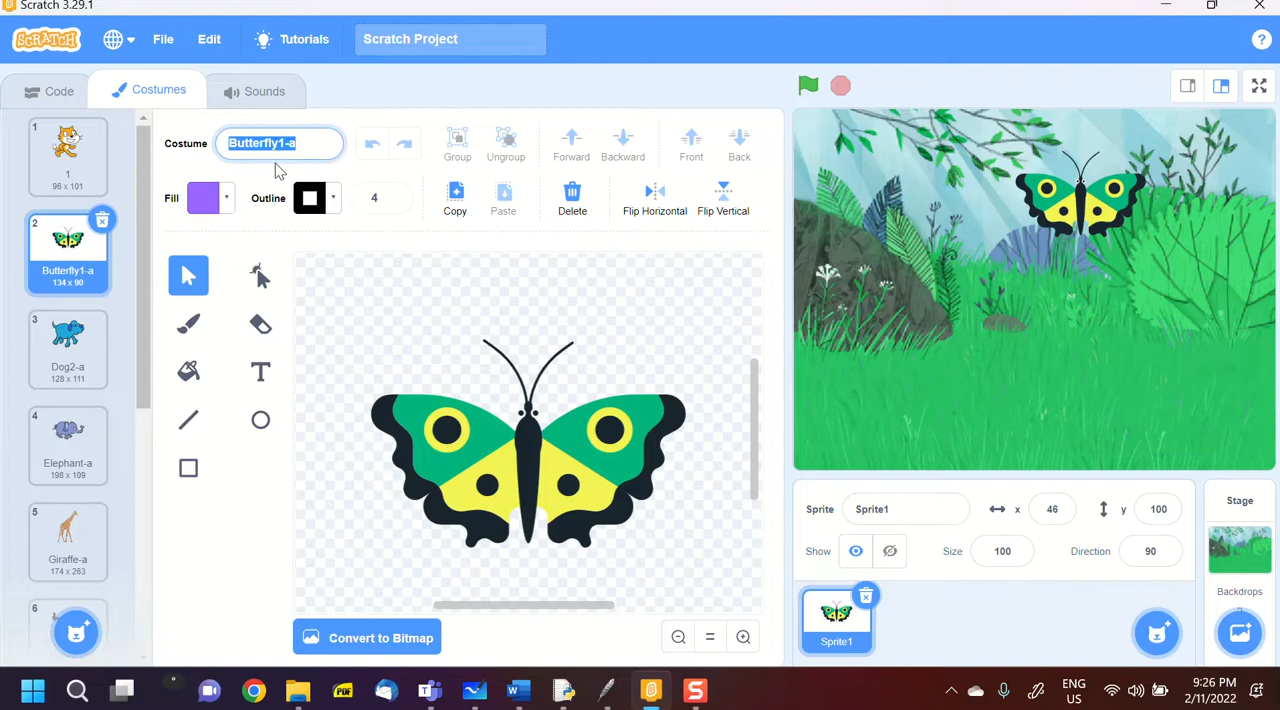 Scratch 3.29.1
SCRATCH
File
Edit
Tutorials
Scratch Project
?
Code
Costumes
Sounds
1
1
96 x 101
2
Butterfly1-a
134 x 90
3
Dog2-a
128 x 111
4
Elephant-a
198 x 109
5
Giraffe-a
174 x 263
6
Costume
Butterfly1-a
Group
Ungroup
Forward
Backward
Front
Back
Fill
Outline
4
Copy
Paste
Delete
Flip Horizontal
Flip Vertical
T
Convert to Bitmap
Sprite
Sprite1
x
46
y
100
Show
Size
100
Direction
90
Sprite1
Stage
Backdrops
PDF
ENG
US
9:26 PM
2/11/2022